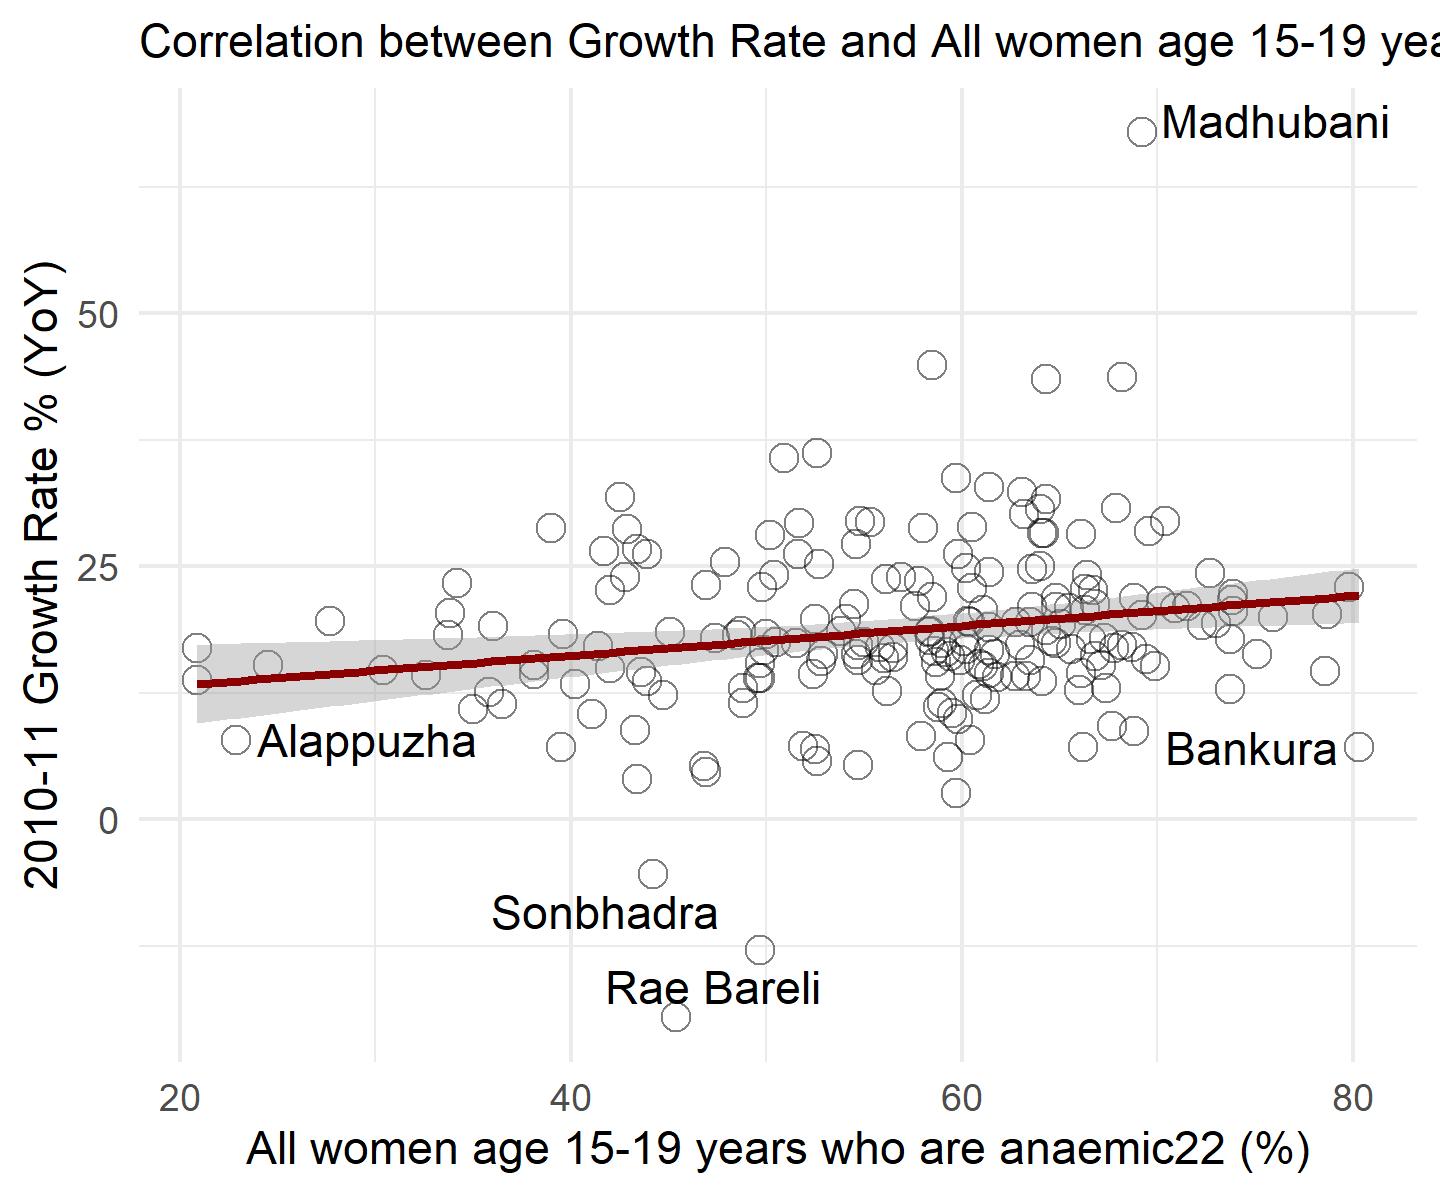 Correlation between Growth Rate and All women age 15-19 yea
Madhubani
50
25
0
2010-11 Growth Rate % (YoY)
Alappuzha
Bankura
Sonbhadra
Rae Bareli
20
40
60
80
All women age 15-19 years who are anaemic22 (%)